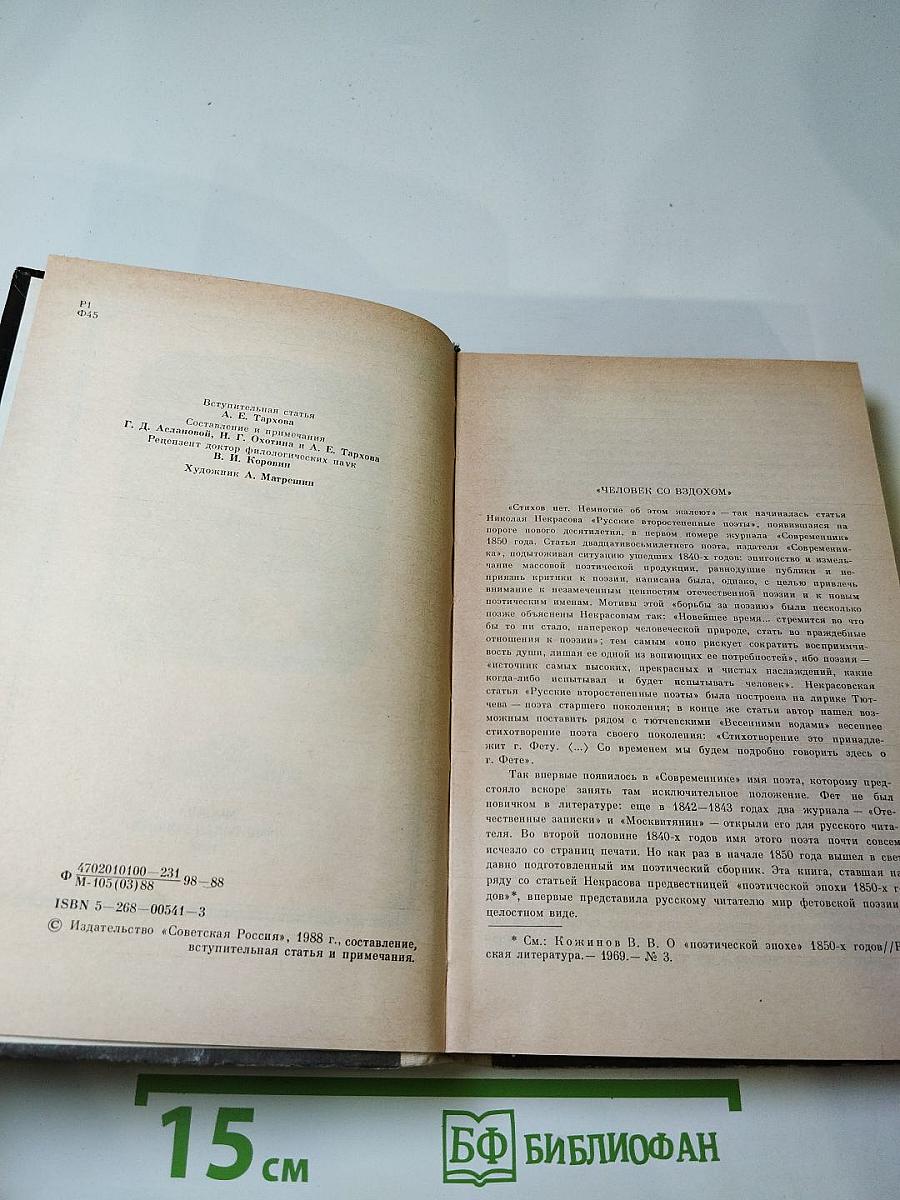 Р1
Ф45
Вступительная статья
А. Е. Тархова
Составление и примечания
Г. Д. Аслановой, Н. Г. Охотина и А. Е. Тархова
Рецензент доктор филологических наук
В. И. Коровин
Художник А. Матрешин
Ф 4702010100—231
М-105(03)88 98—88
ISBN 5—268—00541—3
© Издательство «Советская Россия», 1988 г., составление,
вступительная статья и примечания.
«ЧЕЛОВЕК СО ВЗДОХОМ»
«Стихов нет. Немногие об этом жалеют» — так начиналась статья
Николая Некрасова «Русские второстепенные поэты», появившаяся на
пороге нового десятилетия, в первом номере журнала «Современник»
1850 года. Статья двадцативосьмилетнего поэта, издателя «Современни-
ка», подытоживая ситуацию ушедших 1840-х годов: эпигонство и измель-
чание массовой поэтической продукции, равнодушие публики и не-
приязнь критики к поэзии, написана была, однако, с целью привлечь
внимание к незамеченным ценностям отечественной поэзии и к новым
поэтическим именам. Мотивы этой «борьбы за поэзию» были несколько
позже объяснены Некрасовым так: «Новейшее время... стремится во что
бы то ни стало, наперекор человеческой природе, стать во враждебные
отношения к поэзии»; тем самым «оно рискует сократить восприимчи-
вость души, лишая ее одной из вопиющих ее потребностей», ибо поэзия —
«источник самых высоких, прекрасных и чистых наслаждений, какие
когда-либо испытывал и будет испытывать человек». Некрасовская
статья «Русские второстепенные поэты» была построена на лирике Тют-
чева — поэта старшего поколения; в конце же статьи автор нашел воз-
можным поставить рядом с тютчевскими «Весенними водами» весеннее
стихотворение поэта своего поколения: «Стихотворение это принадле-
жит г. Фету. ⟨...⟩ Со временем мы будем подробно говорить здесь о
г. Фете».
Так впервые появилось в «Современнике» имя поэта, которому пред-
стояло вскоре занять там исключительное положение. Фет не был
новичком в литературе: еще в 1842—1843 годах два журнала — «Оте-
чественные записки» и «Москвитянин» — открыли его для русского чита-
теля. Во второй половине 1840-х годов имя этого поэта почти совсем
исчезло со страниц печати. Но как раз в начале 1850 года вышел в свет
давно подготовленный им поэтический сборник. Эта книга, ставшая на-
ряду со статьей Некрасова предвестницей «поэтической эпохи 1850-х го-
дов»*, впервые представила русскому читателю мир фетовской поэзии
целостном виде.
* См.: Кожинов В. В. О «поэтической эпохе» 1850-х годов//Р
ская литература.— 1969.— № 3.
15 см
БФ БИБЛИОФАН